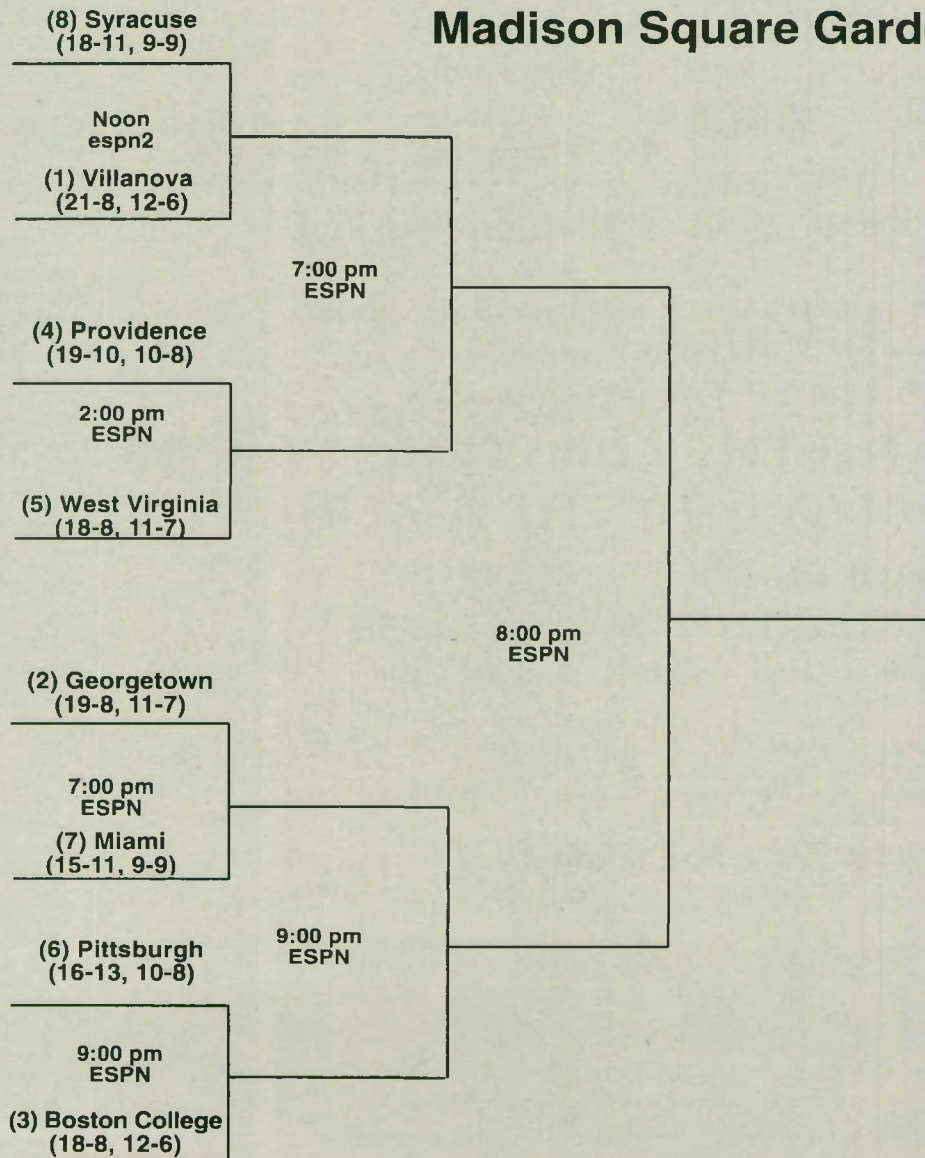 Madison Square Gard
(8) Syracuse
(18-11, 9-9)
Noon
espn2
(1) Villanova
(21-8, 12-6)
7:00 pm
ESPN
(4) Providence
(19-10, 10-8)
2:00 pm
ESPN
(5) West Virginia
(18-8, 11-7)
8:00 pm
ESPN
(2) Georgetown
(19-8, 11-7)
7:00 pm
ESPN
(7) Miami
(15-11, 9-9)
9:00 pm
ESPN
(6) Pittsburgh
(16-13, 10-8)
9:00 pm
ESPN
(3) Boston College
(18-8, 12-6)